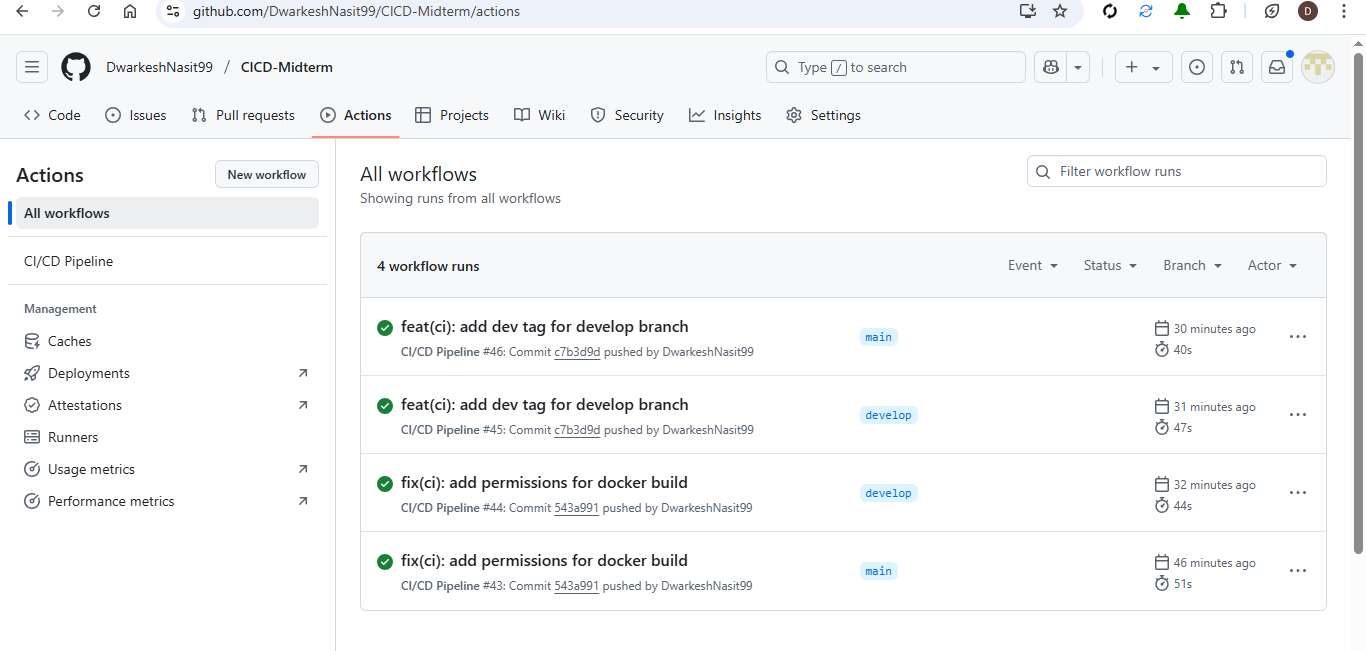 github.com/DwarkeshNasit99/CICD-Midterm/actions
D
DwarkeshNasit99 / CICD-Midterm
Type / to search
Code Issues Pull requests Actions Projects Wiki Security Insights Settings
Actions
New workflow
All workflows
CI/CD Pipeline
Management
Caches
Deployments
Attestations
Runners
Usage metrics
Performance metrics
All workflows
Showing runs from all workflows
Filter workflow runs
4 workflow runs
Event Status Branch Actor
feat(ci): add dev tag for develop branch
CI/CD Pipeline #46: Commit c7b3d9d pushed by DwarkeshNasit99
main
30 minutes ago
40s
feat(ci): add dev tag for develop branch
CI/CD Pipeline #45: Commit c7b3d9d pushed by DwarkeshNasit99
develop
31 minutes ago
47s
fix(ci): add permissions for docker build
CI/CD Pipeline #44: Commit 543a991 pushed by DwarkeshNasit99
develop
32 minutes ago
44s
fix(ci): add permissions for docker build
CI/CD Pipeline #43: Commit 543a991 pushed by DwarkeshNasit99
main
46 minutes ago
51s